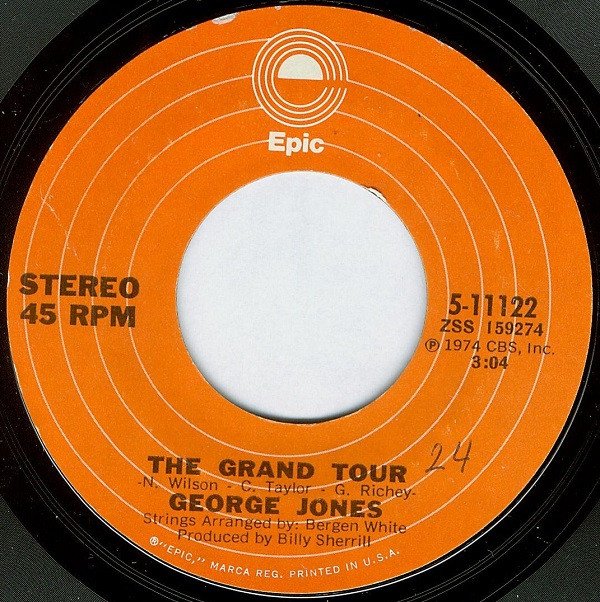 Epic
STEREO
45 RPM
5-11122
ZSS 159274
℗ 1974 CBS, Inc.
3:04
THE GRAND TOUR
24
-N. Wilson - C. Taylor - G. Richey-
GEORGE JONES
Strings Arranged by: Bergen White
Produced by Billy Sherrill
®"EPIC," MARCA REG. PRINTED IN U.S.A.